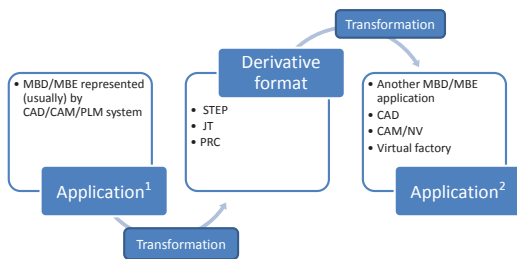 Transformation
Derivative
format
• MBD/MBE represented
(usually) by
CAD/CAM/PLM system
• STEP
• JT
• PRC
• Another MBD/MBE
application
• CAD
• CAM/NV
• Virtual factory
Application¹
Application²
Transformation